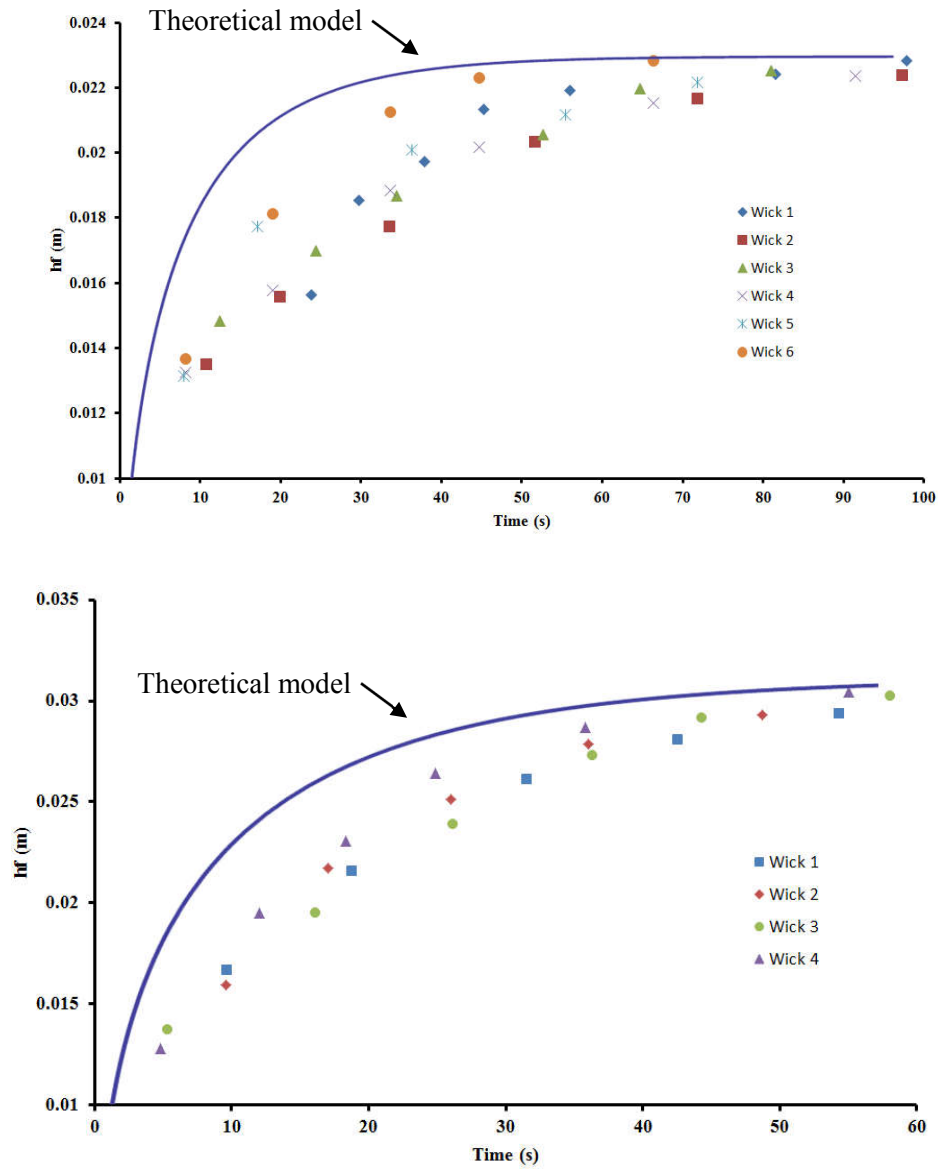 Theoretical model
0.024
0.022
0.02
0.018
0.016
0.014
0.012
0.01
hf (m)
Wick 1
Wick 2
Wick 3
Wick 4
Wick 5
Wick 6
0 10 20 30 40 50 60 70 80 90 100
Time (s)
0.035
0.03
0.025
0.02
0.015
0.01
hf (m)
Theoretical model
Wick 1
Wick 2
Wick 3
Wick 4
0 10 20 30 40 50 60
Time (s)